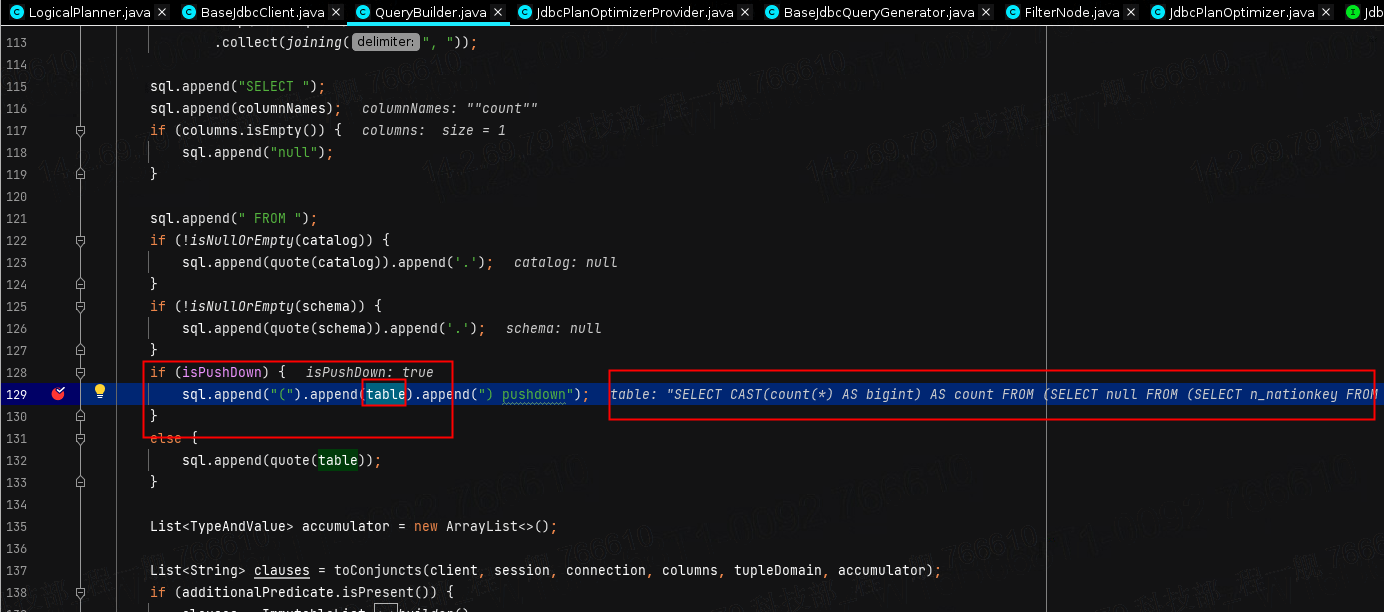 LogicalPlanner.java × BaseJdbcClient.java × QueryBuilder.java × JdbcPlanOptimizerProvider.java × BaseJdbcQueryGenerator.java × FilterNode.java × JdbcPlanOptimizer.java × Jdb
113 .collect(joining( delimiter: ", "));
114
115 sql.append("SELECT ");
116 sql.append(columnNames); columnNames: ""count""
117 if (columns.isEmpty()) { columns: size = 1
118 sql.append("null");
119 }
120
121 sql.append(" FROM ");
122 if (!isNullOrEmpty(catalog)) {
123 sql.append(quote(catalog)).append('.'); catalog: null
124 }
125 if (!isNullOrEmpty(schema)) {
126 sql.append(quote(schema)).append('.'); schema: null
127 }
128 if (isPushDown) { isPushDown: true
129 sql.append("(").append(table).append(") pushdown"); table: "SELECT CAST(count(*) AS bigint) AS count FROM (SELECT null FROM (SELECT n_nationkey FROM
130 }
131 else {
132 sql.append(quote(table));
133 }
134
135 List<TypeAndValue> accumulator = new ArrayList<>();
136
137 List<String> clauses = toConjuncts(client, session, connection, columns, tupleDomain, accumulator);
138 if (additionalPredicate.isPresent()) {